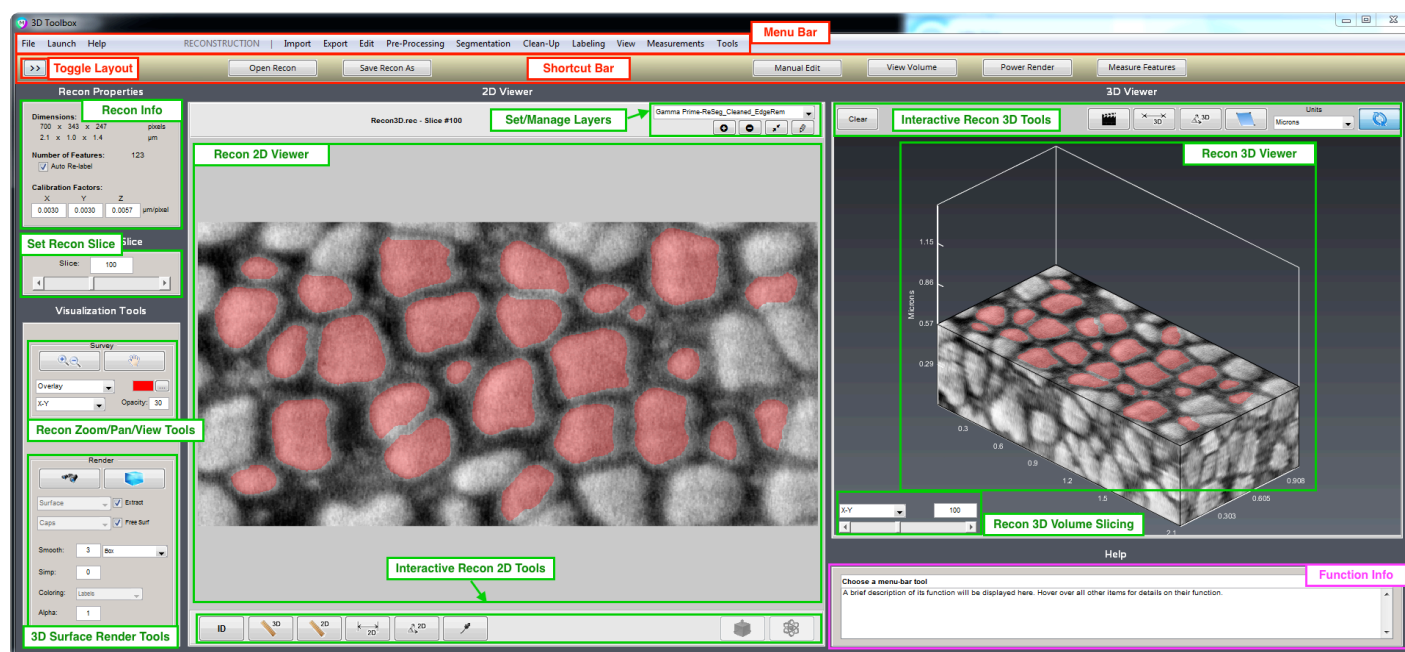 3D Toolbox
Menu Bar
File Launch Help RECONSTRUCTION | Import Export Edit Pre-Processing Segmentation Clean-Up Labeling View Measurements Tools
>> Toggle Layout Open Recon Save Recon As Shortcut Bar Manual Edit View Volume Power Render Measure Features
Recon Properties
Recon Info
Dimensions:
700 x 343 x 247 pixels
2.1 x 1.0 x 1.4 µm
Number of Features: 123
Auto Re-label
Calibration Factors:
X Y Z
0.0030 0.0030 0.0057 µm/pixel
Set Recon Slice
Slice
Slice: 100
Visualization Tools
Survey
Overlay ...
X-Y Opacity: 30
Recon Zoom/Pan/View Tools
Render
Surface Extract
Caps Free Surf
Smooth: 3 Box
Simp: 0
Coloring: Labels
Alpha: 1
3D Surface Render Tools
2D Viewer
Recon3D.rec - Slice #100
Set/Manage Layers
Gamma Prime-ReSeg_Cleaned_EdgeRem
Recon 2D Viewer
Interactive Recon 2D Tools
ID 3D 2D 2D 2D
3D Viewer
Clear Interactive Recon 3D Tools 3D 3D
Units
Microns
Recon 3D Viewer
1.15
0.86
0.57
0.29
Microns
0.3
0.6
0.9
1.2
1.5
2.1
0.303
0.605
0.908
X-Y 100
Recon 3D Volume Slicing
Help
Function Info
Choose a menu-bar tool
A brief description of its function will be displayed here. Hover over all other items for details on their function.